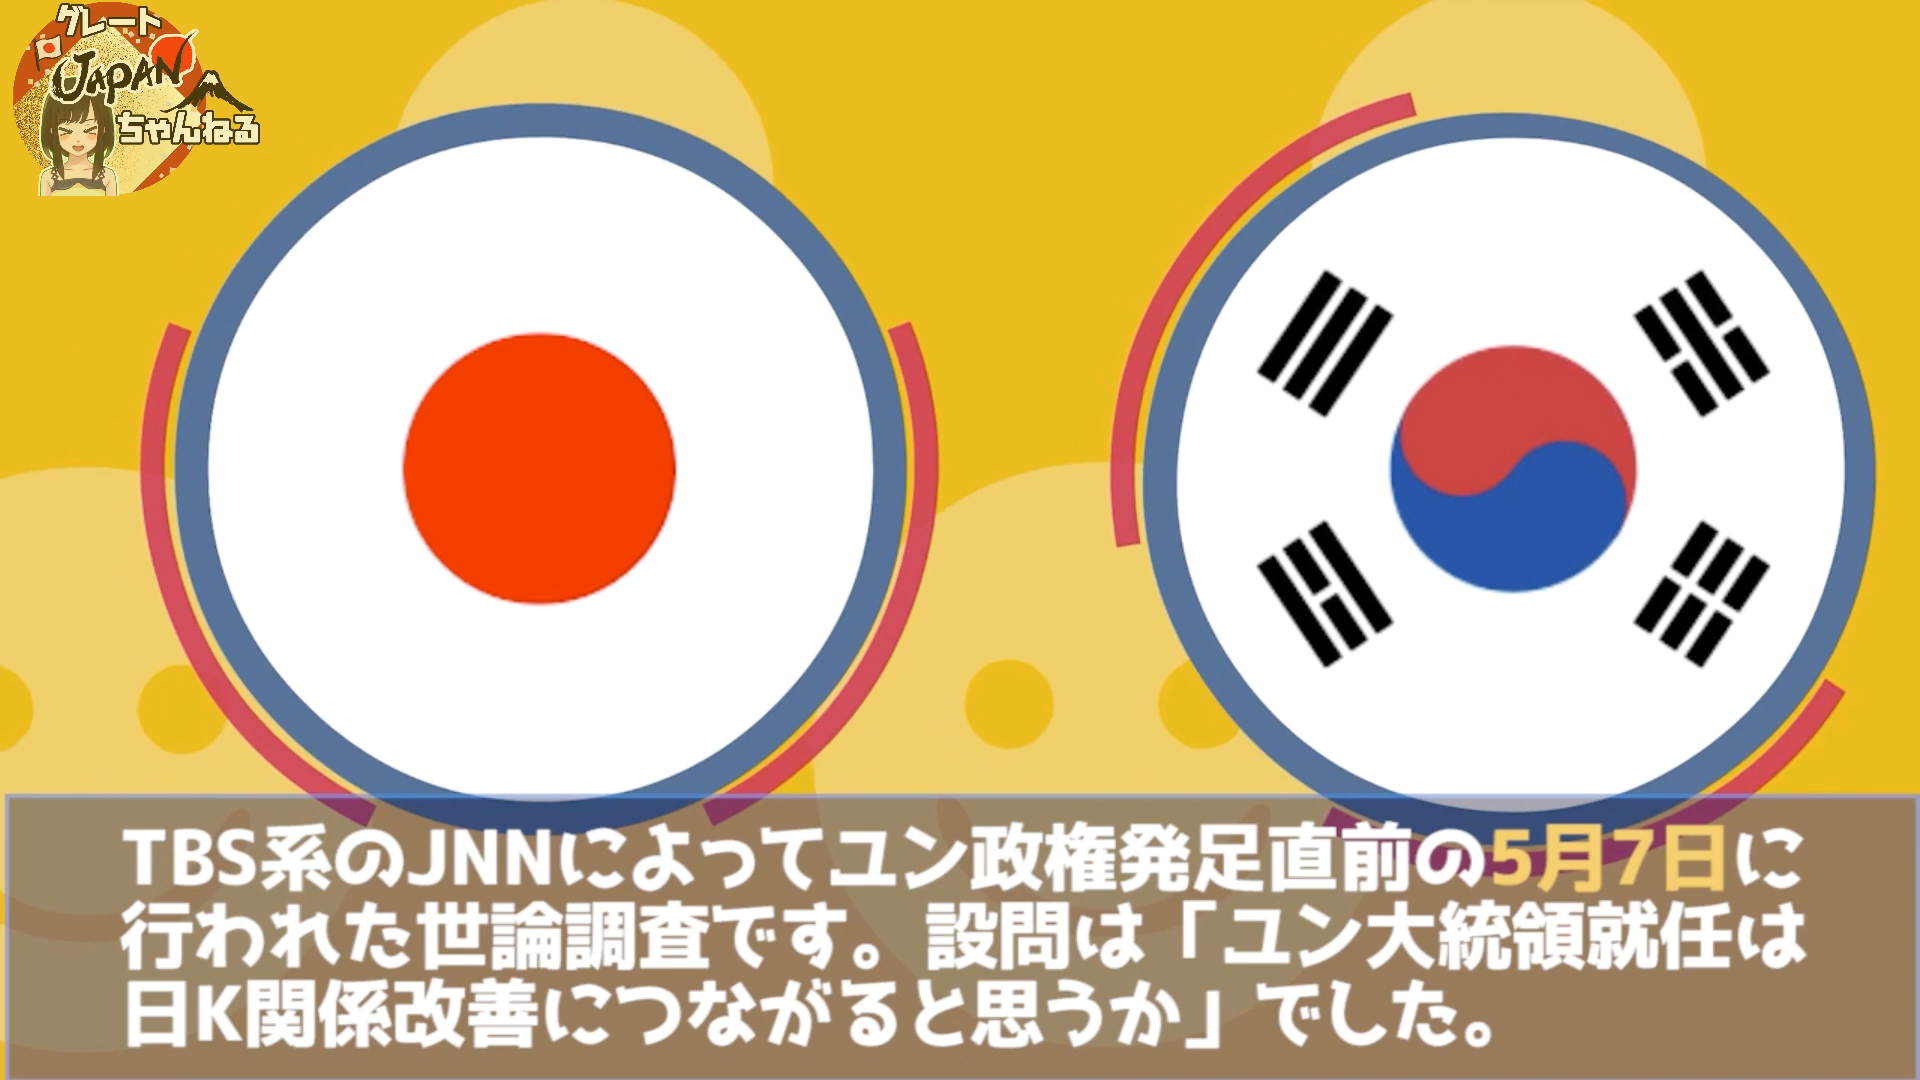 グレート
JAPAN
ちゃんねる
TBS系のJNNによってユン政権発足直前の5月7日に
行われた世論調査です。設問は「ユン大統領就任は
日K関係改善につながると思うか」でした。